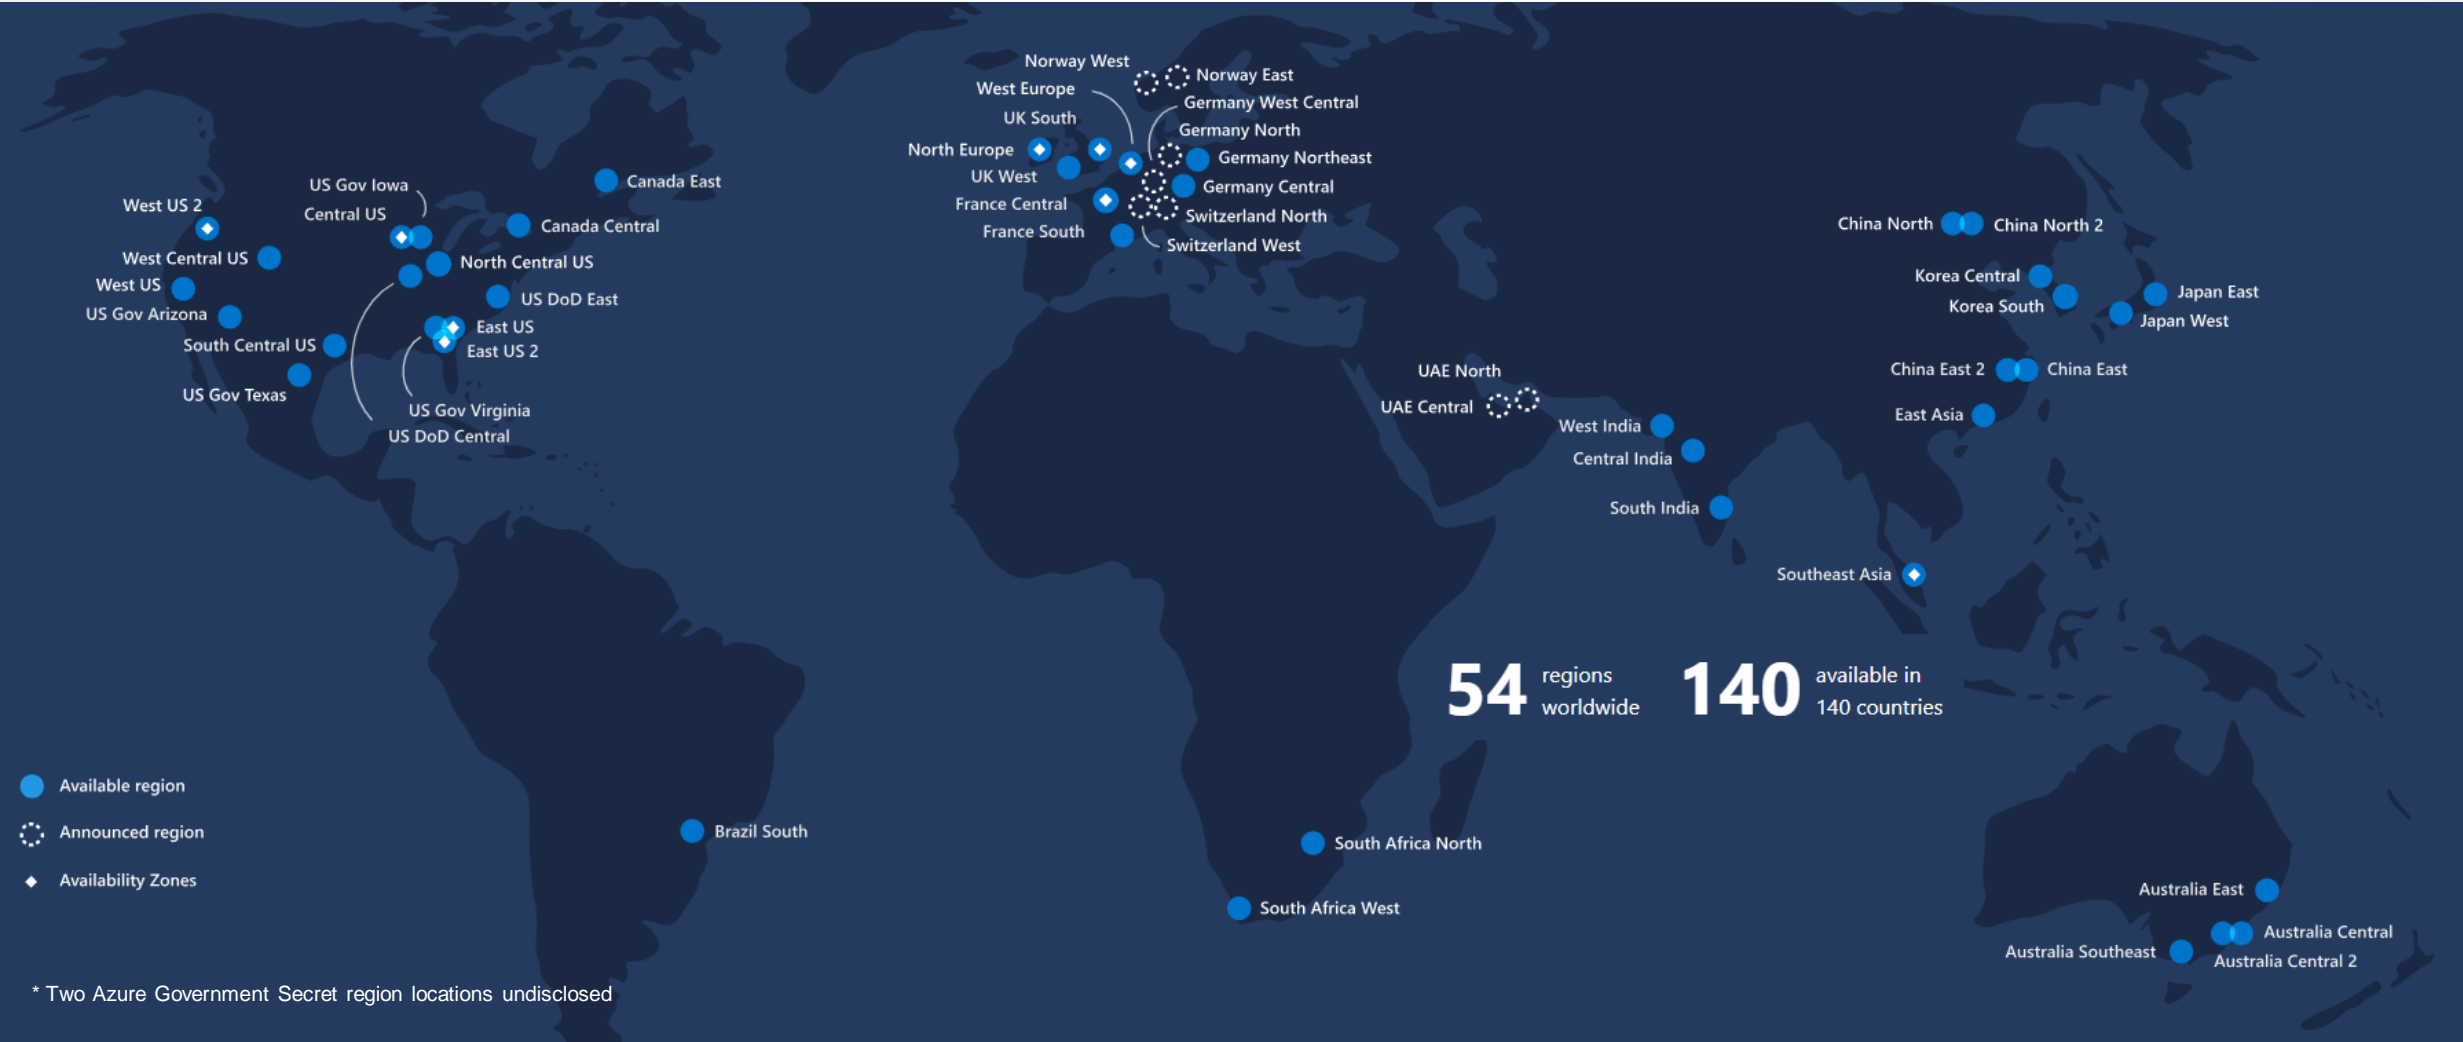 Norway West
Norway East
West Europe
Germany West Central
UK South
Germany North
North Europe
Germany Northeast
UK West
Germany Central
France Central
Switzerland North
France South
Switzerland West
US Gov Iowa
Canada East
West US 2
Central US
Canada Central
West Central US
North Central US
West US
US DoD East
US Gov Arizona
East US
South Central US
East US 2
US Gov Texas
US Gov Virginia
US DoD Central
China North
China North 2
Korea Central
Japan East
Korea South
Japan West
UAE North
China East 2
China East
UAE Central
East Asia
West India
Central India
South India
Southeast Asia
54 regions worldwide
140 available in 140 countries
Available region
Announced region
Availability Zones
Brazil South
South Africa North
South Africa West
Australia East
Australia Central
Australia Southeast
Australia Central 2
* Two Azure Government Secret region locations undisclosed